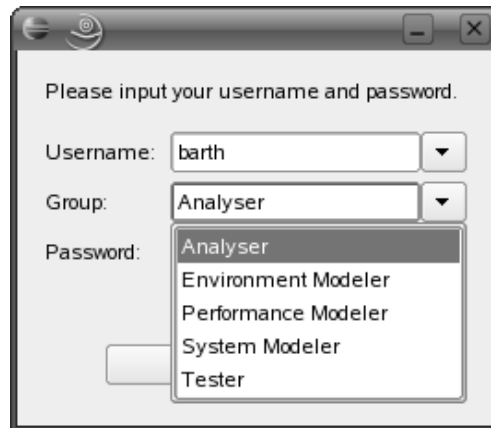 Please input your username and password.
Username: barth
Group: Analyser
Password:
Analyser
Environment Modeler
Performance Modeler
System Modeler
Tester